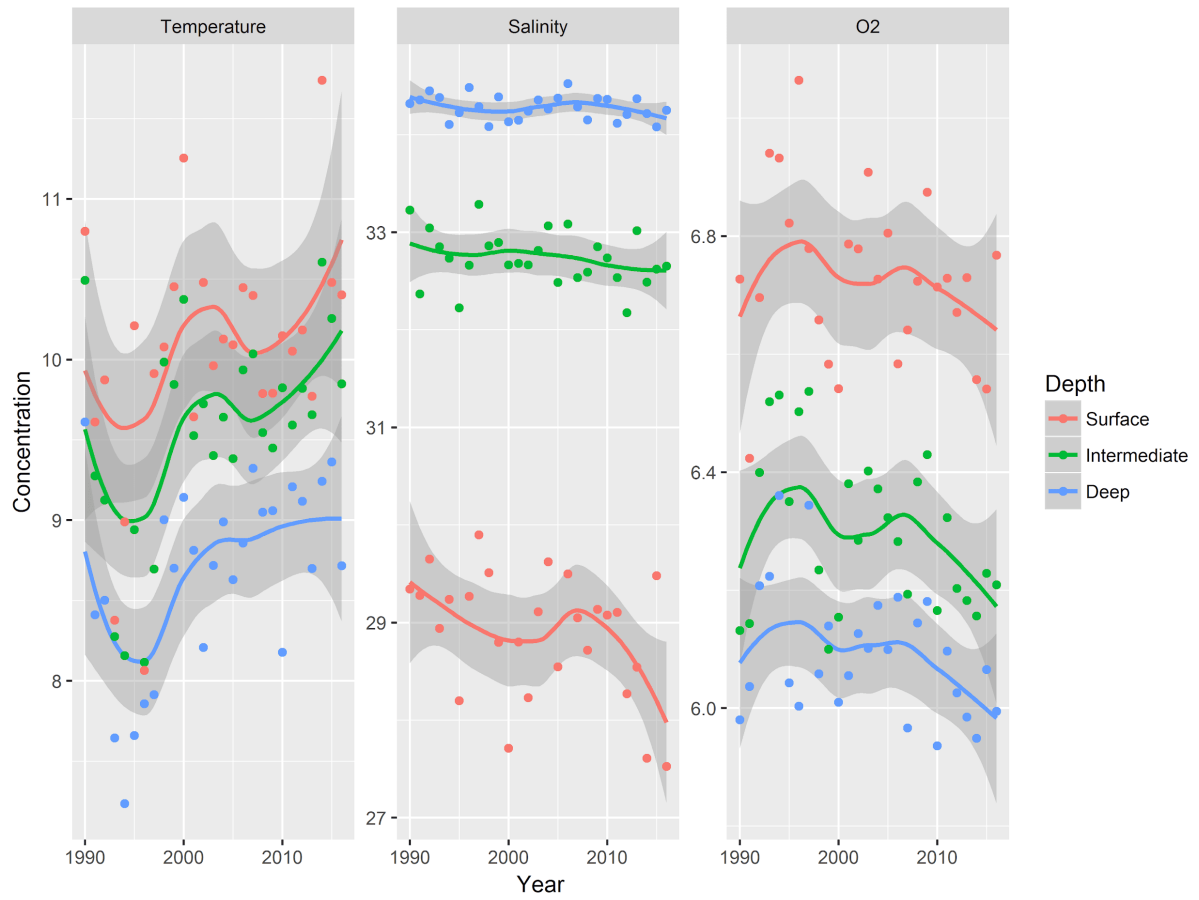 Temperature
Salinity
O2
Concentration
11
10
9
8
33
31
29
27
6.8
6.4
6.0
1990 2000 2010
1990 2000 2010
1990 2000 2010
Year
Depth
Surface
Intermediate
Deep